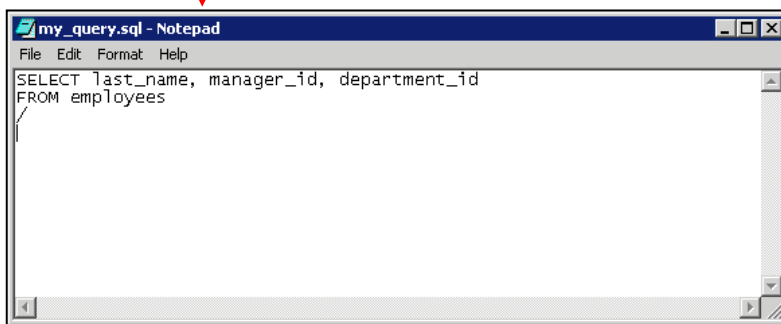 my_query.sql - Notepad
File Edit Format Help
SELECT last_name, manager_id, department_id
FROM employees
/